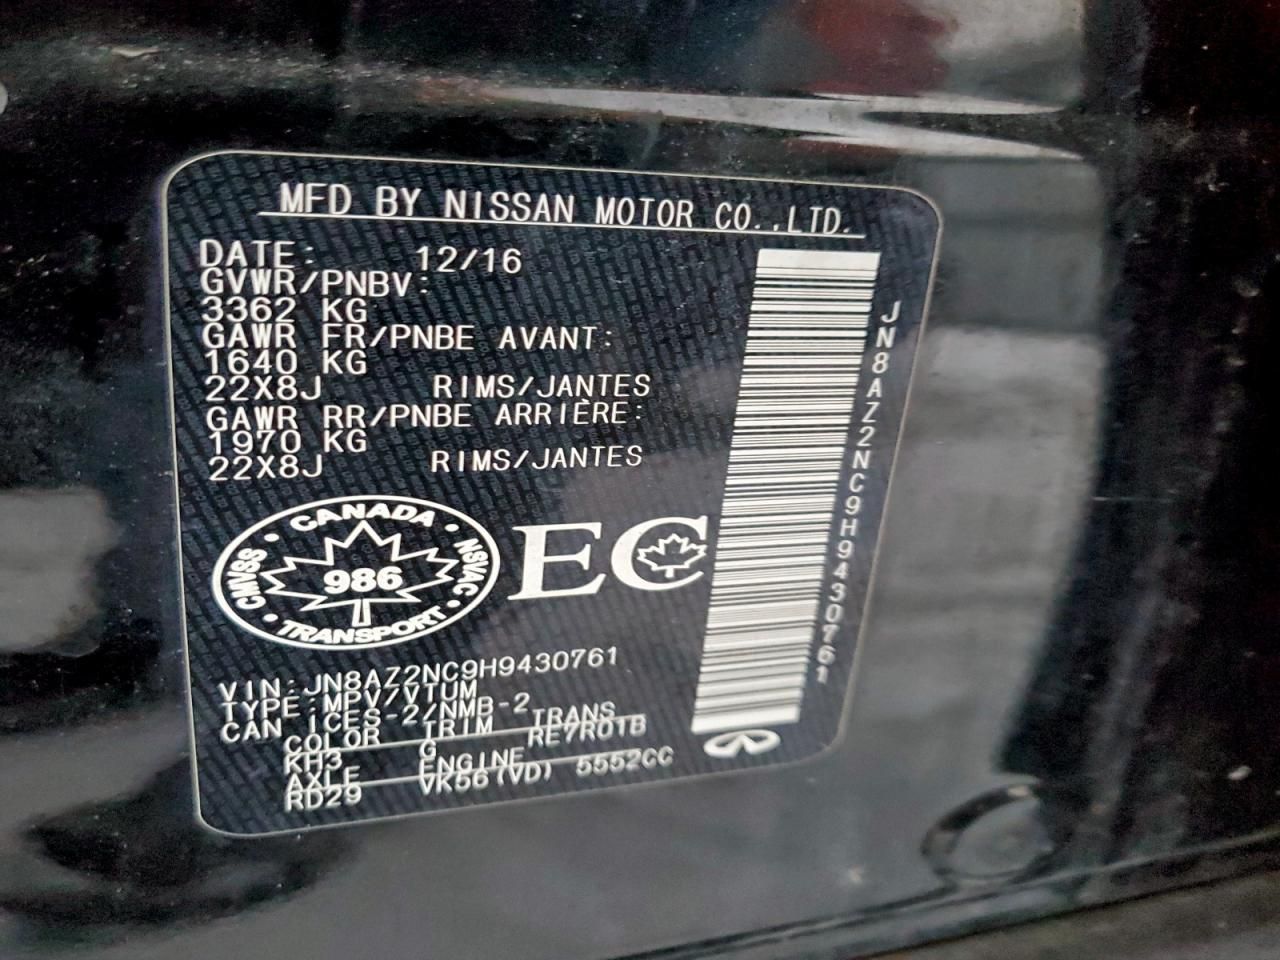 MFD BY NISSAN MOTOR CO.,LTD.
DATE: 12/16
GVWR/PNBV:
3362 KG
GAWR FR/PNBE AVANT:
1640 KG
22X8J RIMS/JANTES
GAWR RR/PNBE ARRIÈRE:
1970 KG
22X8J RIMS/JANTES
CANADA
CMVSS 986 NSVAC
TRANSPORT
EC
VIN:JN8AZ2NC9H9430761
TYPE:MPV/VTUM
CAN ICES-2/NMB-2
COLOR TRIM TRANS
KH3 G RE7R01B
AXLE ENGINE
RD29 VK56(VD) 5552CC
JN8AZ2NC9H9430761